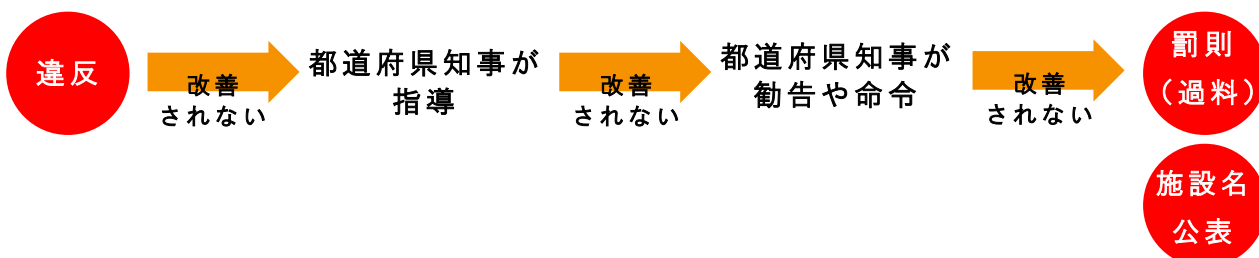 違反
改善
されない
都道府県知事が
指導
改善
されない
都道府県知事が
勧告や命令
改善
されない
罰則
（過料）
施設名
公表